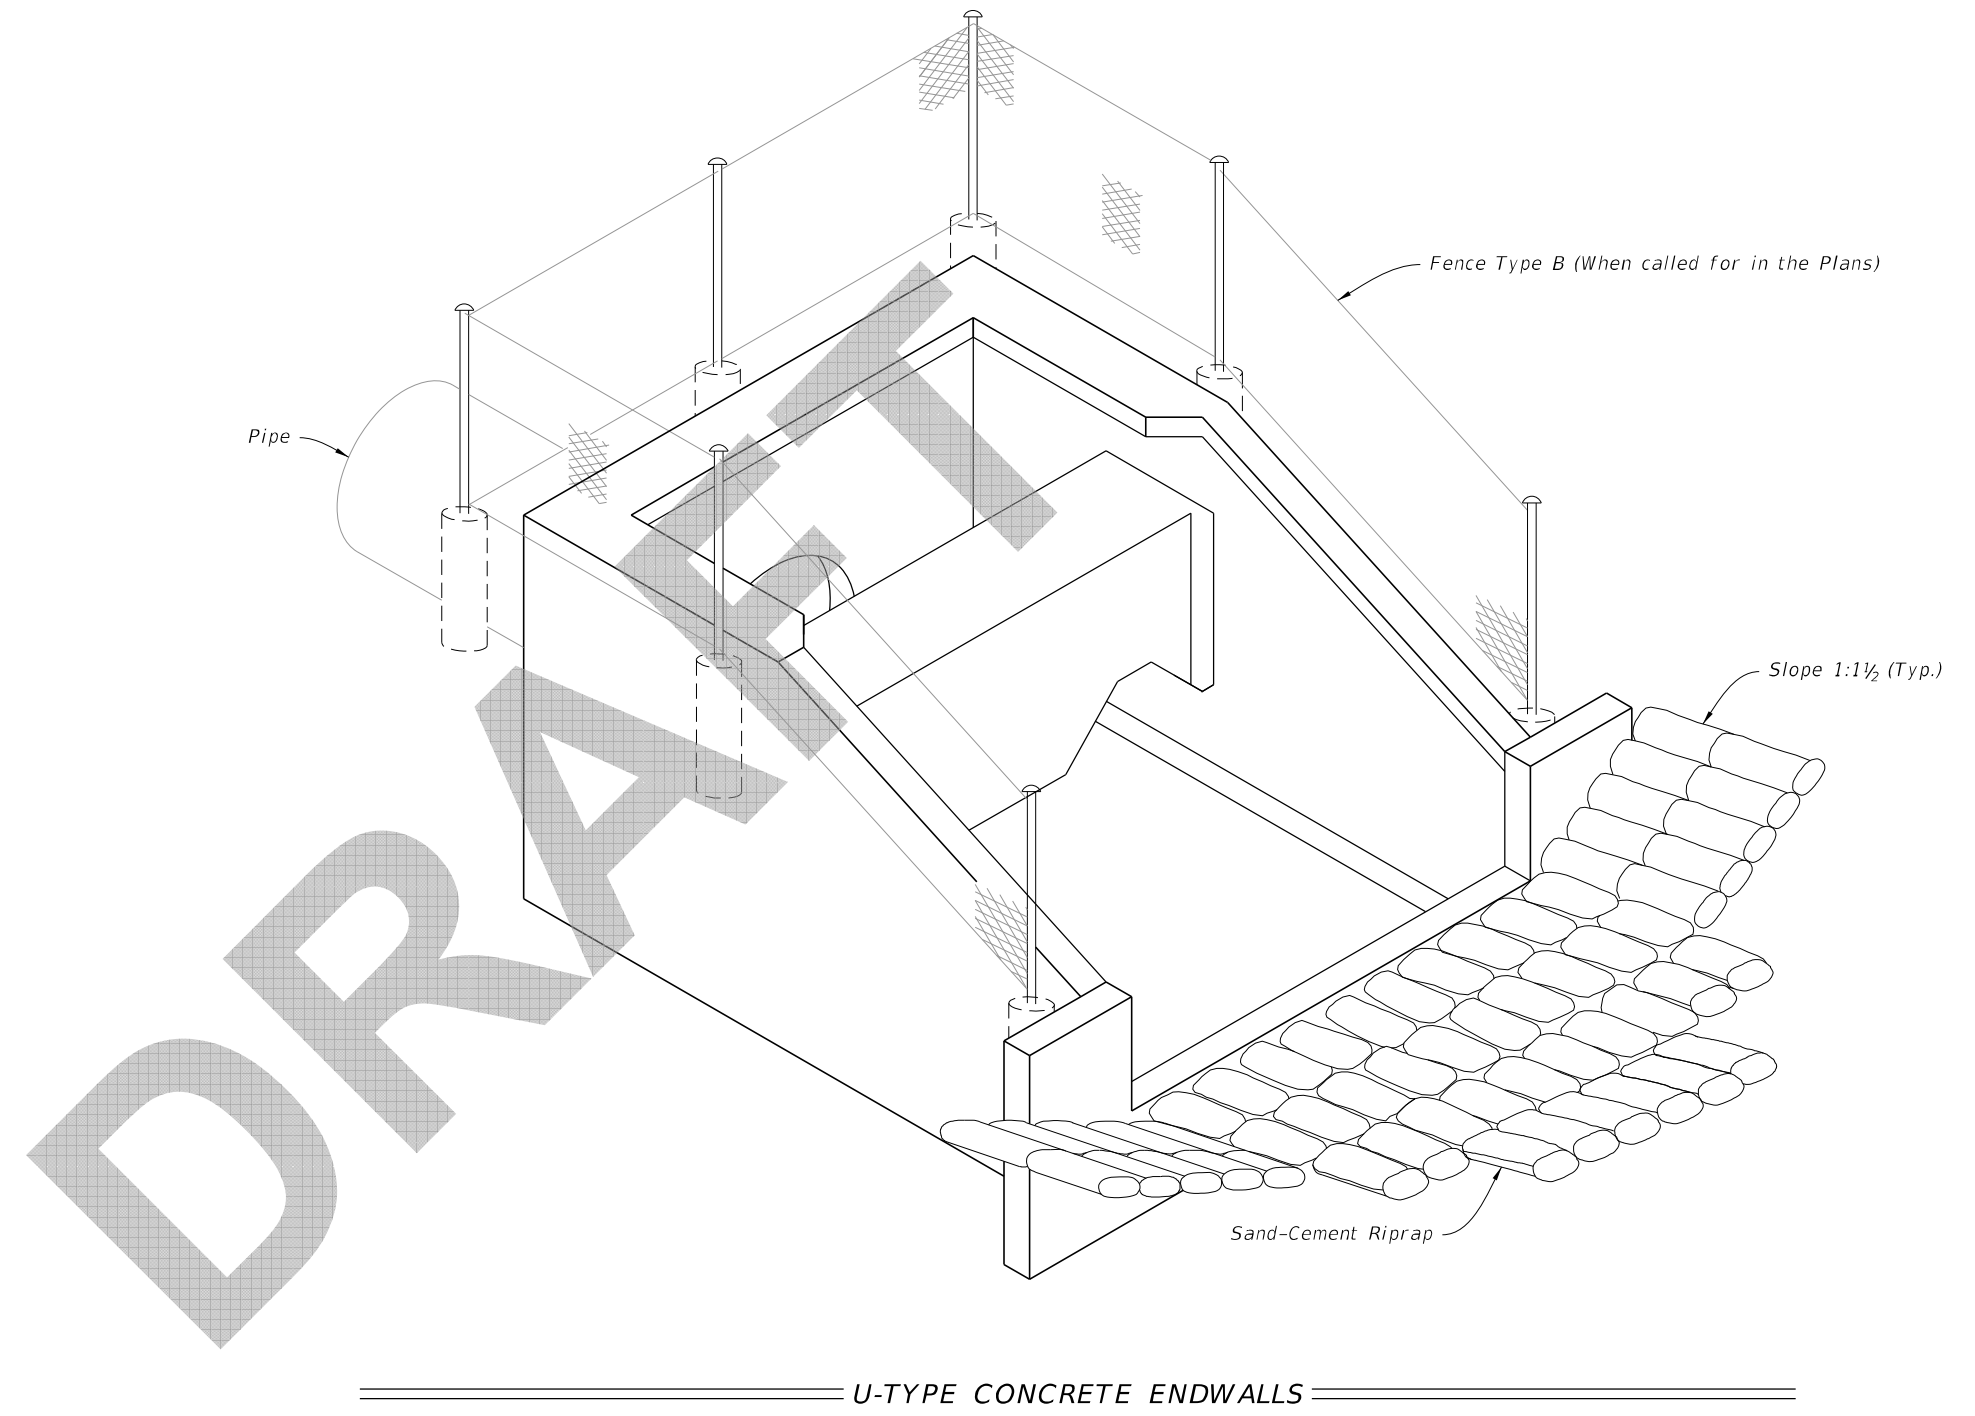 Fence Type B (When called for in the Plans)
Pipe
Slope 1:1½ (Typ.)
DRAFT
Sand-Cement Riprap
U-TYPE CONCRETE ENDWALLS